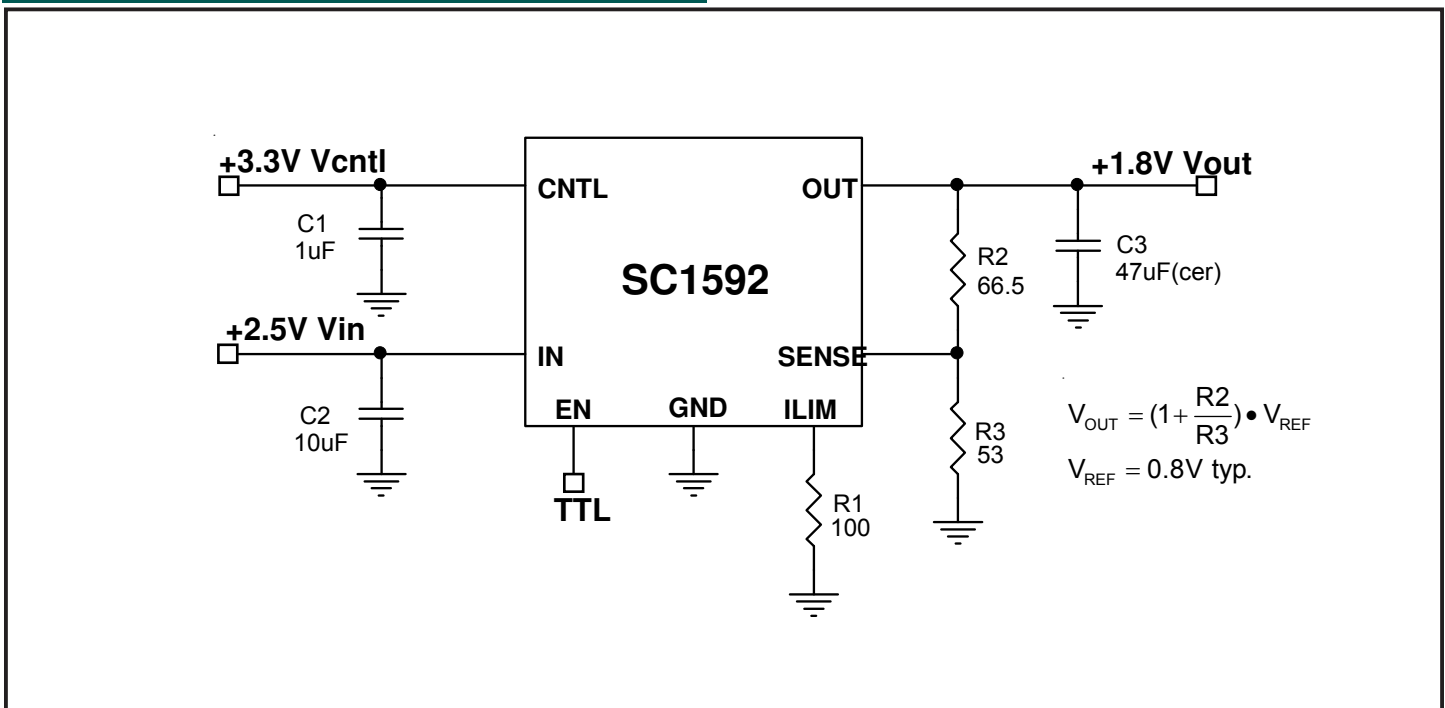 +3.3V Vcntl
C1
1uF
+2.5V Vin
C2
10uF
CNTL
OUT
SC1592
IN
SENSE
EN
GND
ILIM
TTL
R1
100
+1.8V Vout
R2
66.5
C3
47uF(cer)
R3
53
V_OUT = (1+ R2/R3) • V_REF
V_REF = 0.8V typ.